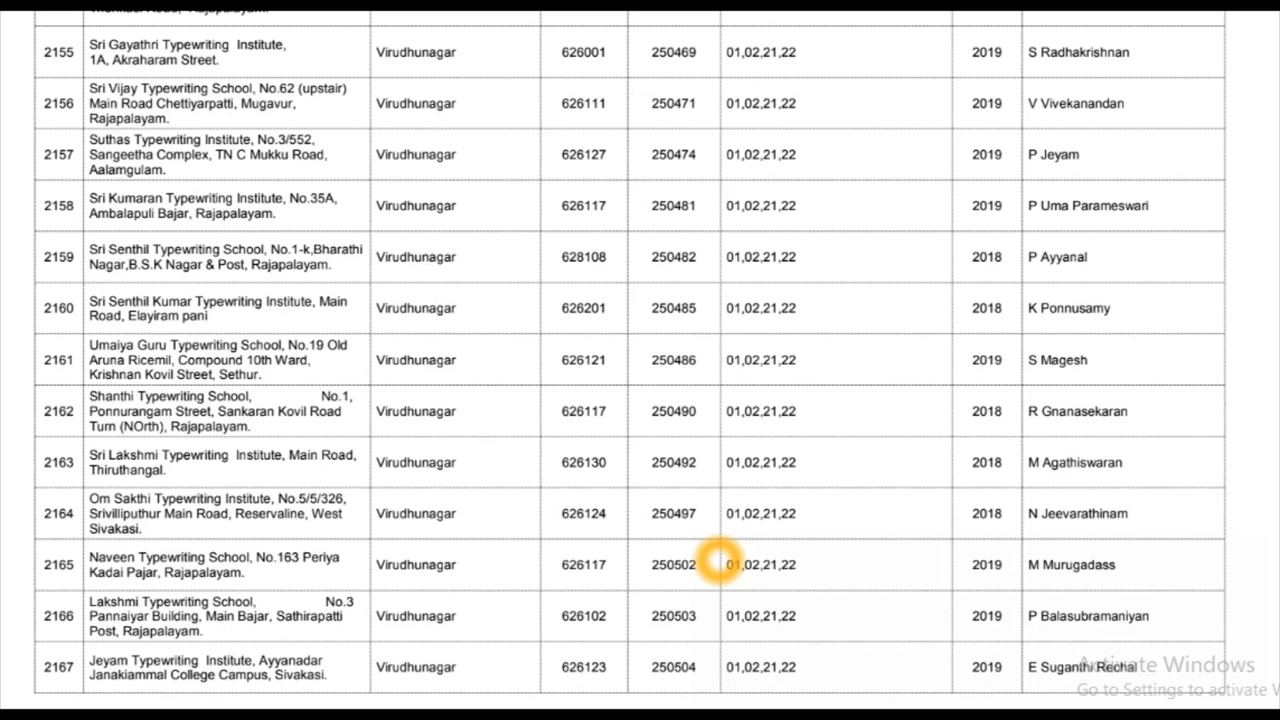 Rajapalayam.
2155 Sri Gayathri Typewriting Institute, Virudhunagar 626001 250469 01,02,21,22 2019 S Radhakrishnan
1A, Akraharam Street.
2156 Sri Vijay Typewriting School, No.62 (upstair) Virudhunagar 626111 250471 01,02,21,22 2019 V Vivekanandan
Main Road Chettiyarpatti, Mugavur,
Rajapalayam.
2157 Suthas Typewriting Institute, No.3/552, Virudhunagar 626127 250474 01,02,21,22 2019 P Jeyam
Sangeetha Complex, TN C Mukku Road,
Aalamgulam.
2158 Sri Kumaran Typewriting Institute, No.35A, Virudhunagar 626117 250481 01,02,21,22 2019 P Uma Parameswari
Ambalapuli Bajar, Rajapalayam.
2159 Sri Senthil Typewriting School, No.1-k,Bharathi Virudhunagar 628108 250482 01,02,21,22 2018 P Ayyanal
Nagar,B.S.K Nagar & Post, Rajapalayam.
2160 Sri Senthil Kumar Typewriting Institute, Main Virudhunagar 626201 250485 01,02,21,22 2018 K Ponnusamy
Road, Elayiram pani
2161 Umaiya Guru Typewriting School, No.19 Old Virudhunagar 626121 250486 01,02,21,22 2019 S Magesh
Aruna Ricemil, Compound 10th Ward,
Krishnan Kovil Street, Sethur.
2162 Shanthi Typewriting School, No.1, Virudhunagar 626117 250490 01,02,21,22 2018 R Gnanasekaran
Ponnurangam Street, Sankaran Kovil Road
Turn (NOrth), Rajapalayam.
2163 Sri Lakshmi Typewriting Institute, Main Road, Virudhunagar 626130 250492 01,02,21,22 2018 M Agathiswaran
Thiruthangal.
2164 Om Sakthi Typewriting Institute, No.5/5/326, Virudhunagar 626124 250497 01,02,21,22 2018 N Jeevarathinam
Srivilliputhur Main Road, Reservaline, West
Sivakasi.
2165 Naveen Typewriting School, No.163 Periya Virudhunagar 626117 250502 01,02,21,22 2019 M Murugadass
Kadai Pajar, Rajapalayam.
2166 Lakshmi Typewriting School, No.3 Virudhunagar 626102 250503 01,02,21,22 2019 P Balasubramaniyan
Pannaiyar Building, Main Bajar, Sathirapatti
Post, Rajapalayam.
2167 Jeyam Typewriting Institute, Ayyanadar Virudhunagar 626123 250504 01,02,21,22 2019 E Suganthi Rechal
Janakiammal College Campus, Sivakasi.
Activate Windows
Go to Settings to activate W